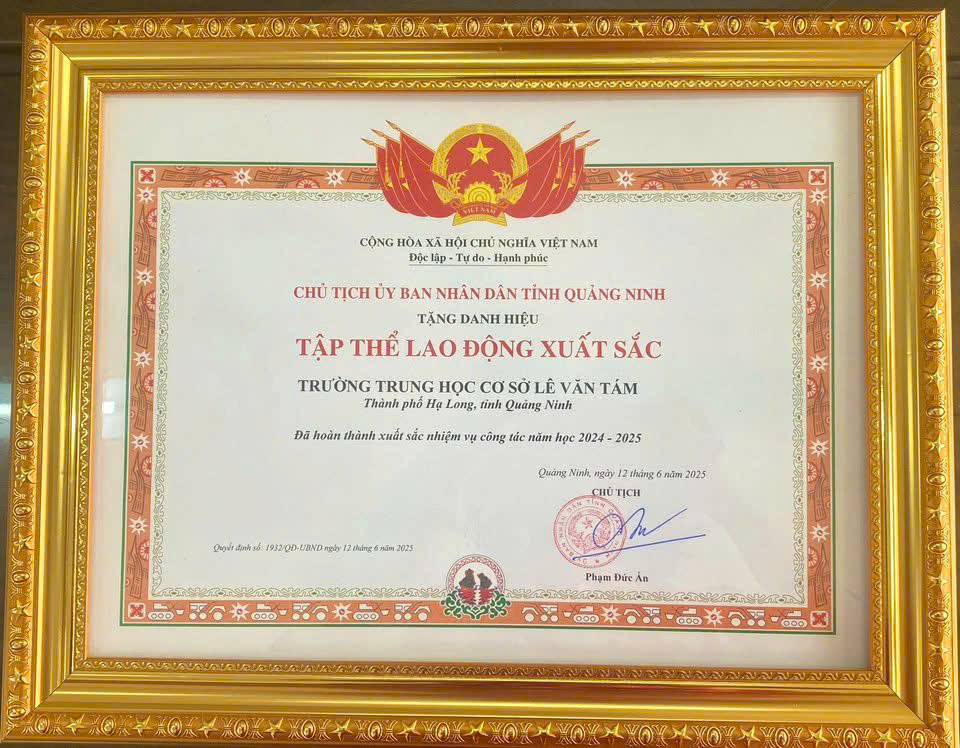 VIỆT NAM
CỘNG HÒA XÃ HỘI CHỦ NGHĨA VIỆT NAM
Độc lập - Tự do - Hạnh phúc
CHỦ TỊCH ỦY BAN NHÂN DÂN TỈNH QUẢNG NINH
TẶNG DANH HIỆU
TẬP THỂ LAO ĐỘNG XUẤT SẮC
TRƯỜNG TRUNG HỌC CƠ SỞ LÊ VĂN TÁM
Thành phố Hạ Long, tỉnh Quảng Ninh
Đã hoàn thành xuất sắc nhiệm vụ công tác năm học 2024 - 2025
Quảng Ninh, ngày 12 tháng 6 năm 2025
CHỦ TỊCH
Quyết định số: 1932/QĐ-UBND ngày 12 tháng 6 năm 2025
Phạm Đức Ấn